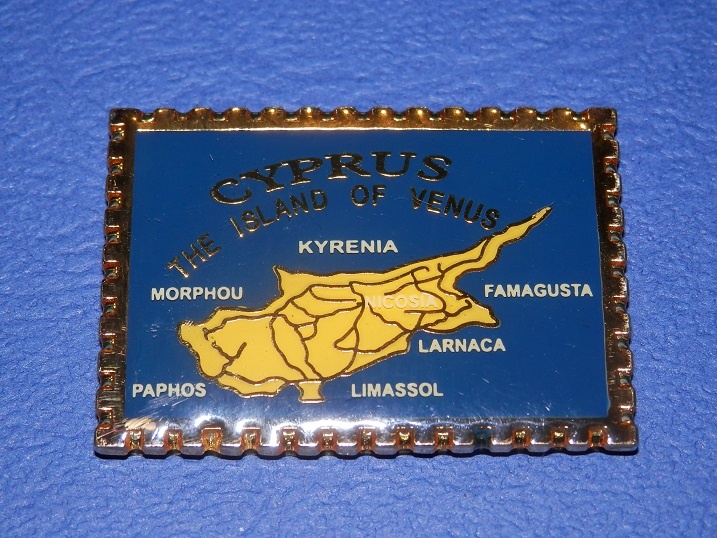 CYPRUS
THE ISLAND OF VENUS
KYRENIA
MORPHOU
NICOSIA
FAMAGUSTA
LARNACA
PAPHOS
LIMASSOL